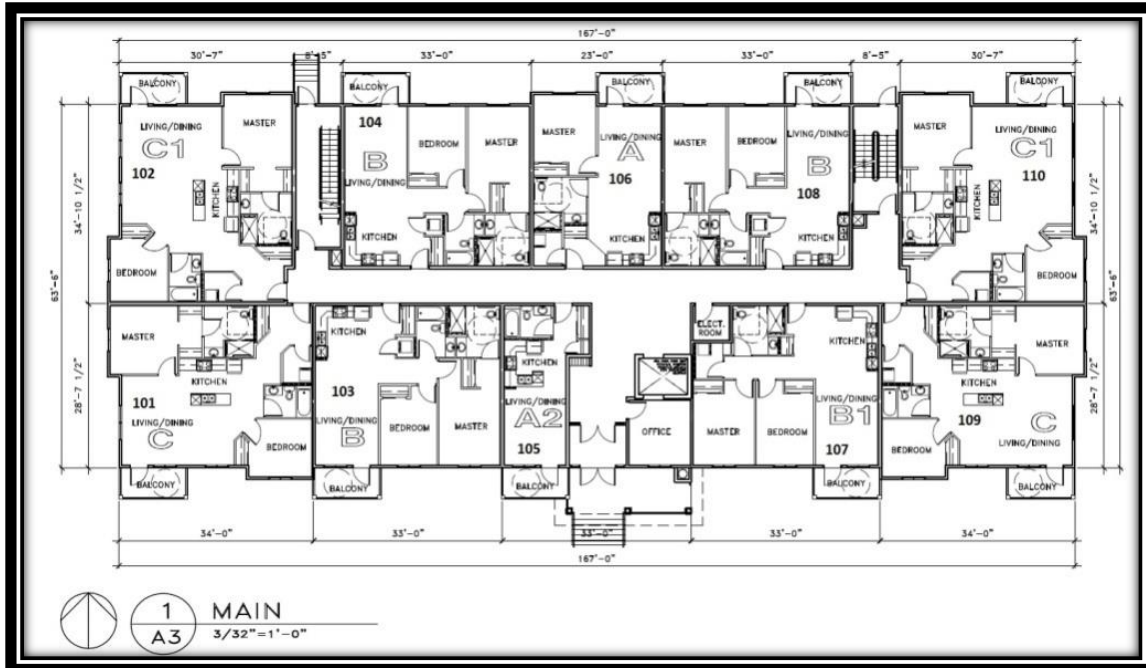 167'-0"
30'-7" 8'-5" 33'-0" 23'-0" 33'-0" 8'-5" 30'-7"
BALCONY BALCONY BALCONY BALCONY BALCONY
LIVING/DINING MASTER 104 LIVING/DINING LIVING/DINING MASTER LIVING/DINING
C1 BEDROOM MASTER MASTER A MASTER BEDROOM B C1
102 B 106 108 110
LIVING/DINING
34'-10 1/2" KITCHEN KITCHEN 34'-10 1/2"
KITCHEN KITCHEN KITCHEN
BEDROOM BEDROOM
63'-6" 63'-6"
KITCHEN KITCHEN ELECT. ROOM KITCHEN
MASTER MASTER
28'-7 1/2" KITCHEN 103 KITCHEN 28'-7 1/2"
101 LIVING/DINING LIVING/DINING LIVING/DINING 109
LIVING/DINING B A2 B1 C
C BEDROOM MASTER OFFICE MASTER BEDROOM LIVING/DINING
BEDROOM 105 107 BEDROOM
BALCONY BALCONY BALCONY BALCONY BALCONY
34'-0" 33'-0" 33'-0" 33'-0" 34'-0"
167'-0"
1
A3
MAIN
3/32"=1'-0"